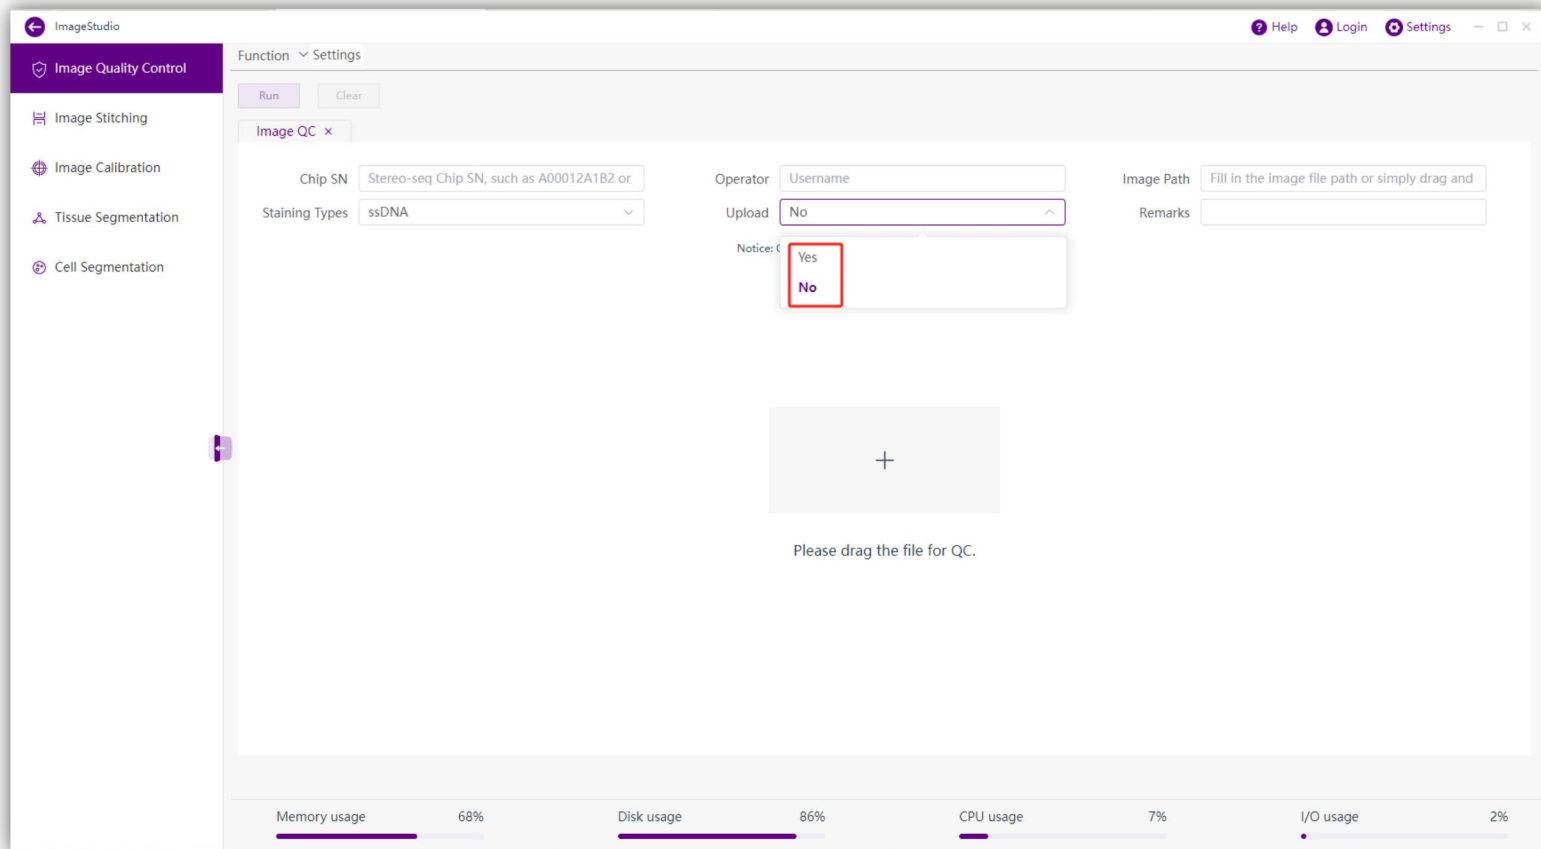 ImageStudio
Help Login Settings
Image Quality Control
Image Stitching
Image Calibration
Tissue Segmentation
Cell Segmentation
Function Settings
Run Clear
Image QC ×
Chip SN Stereo-seq Chip SN, such as A00012A1B2 or
Operator Username
Image Path Fill in the image file path or simply drag and
Staining Types ssDNA
Upload No
Remarks
Notice:
Yes
No
Please drag the file for QC.
Memory usage 68%
Disk usage 86%
CPU usage 7%
I/O usage 2%